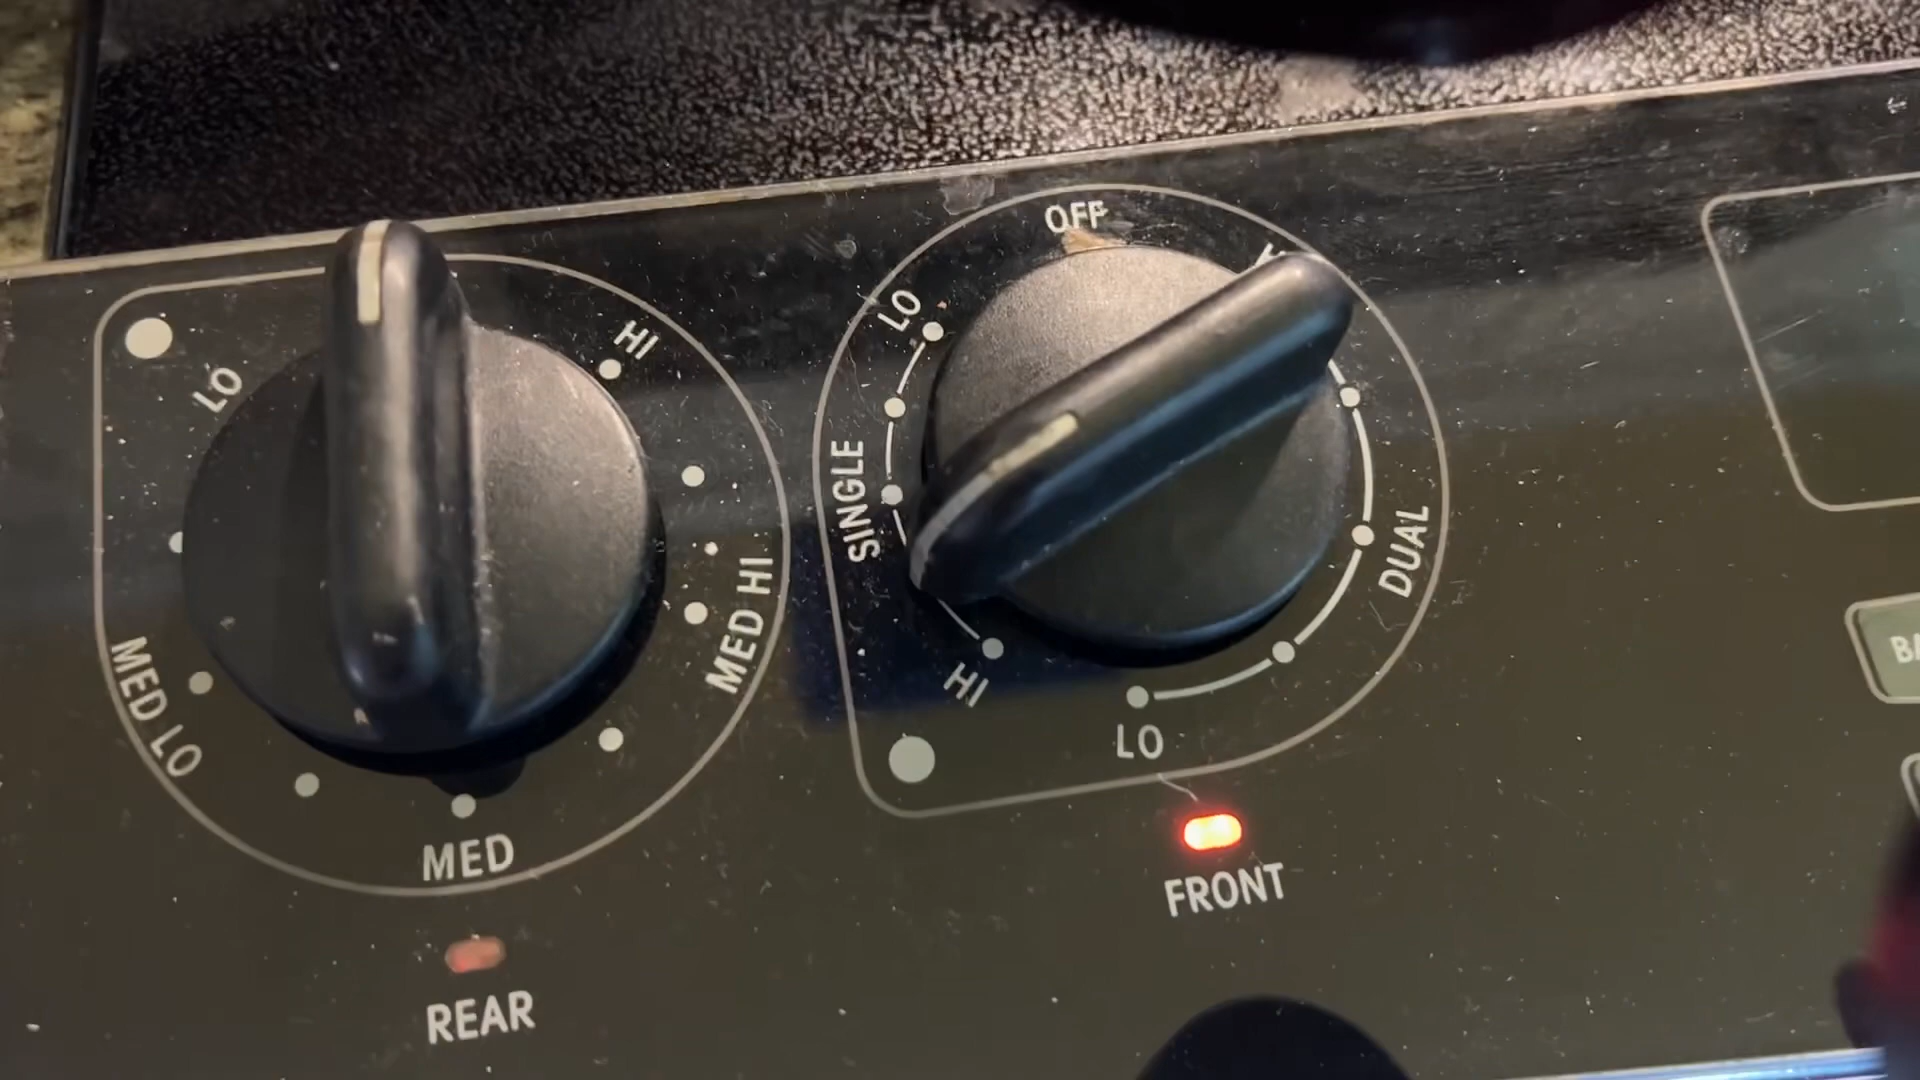 LO
HI
MED HI
MED
MED LO
REAR
OFF
LO
SINGLE
HI
LO
DUAL
FRONT